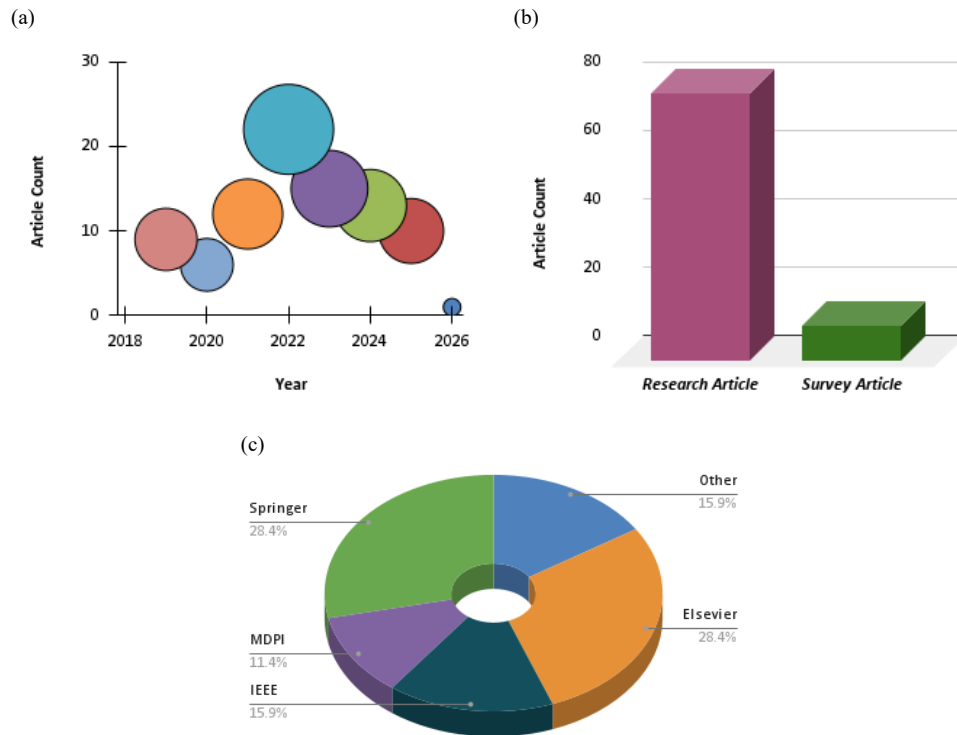 (a)
(b)
30
20
10
0
Article Count
2018
2020
2022
2024
2026
Year
80
60
40
20
0
Article Count
Research Article
Survey Article
(c)
Other
15.9%
Springer
28.4%
Elsevier
28.4%
MDPI
11.4%
IEEE
15.9%